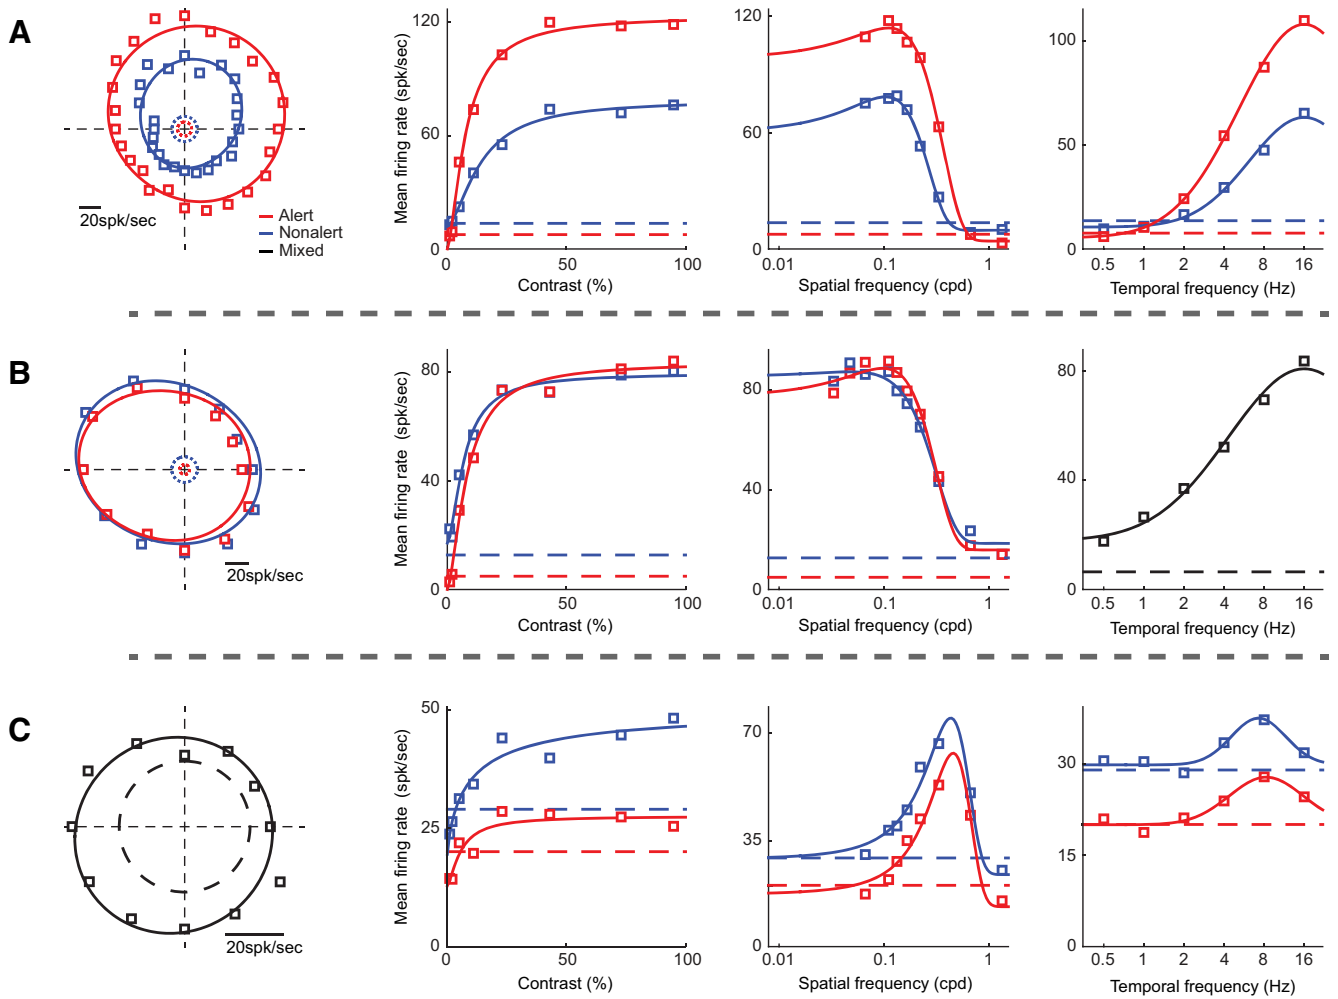 A
20spk/sec
Alert
Nonalert
Mixed
Mean firing rate (spk/sec)
120
60
0
0 50 100
Contrast (%)
120
60
0
0.01 0.1 1
Spatial frequency (cpd)
100
50
0
0.5 1 2 4 8 16
Temporal frequency (Hz)
B
20spk/sec
Mean firing rate (spk/sec)
80
40
0
0 50 100
Contrast (%)
80
40
0
0.01 0.1 1
Spatial frequency (cpd)
80
40
0
0.5 1 2 4 8 16
Temporal frequency (Hz)
C
20spk/sec
Mean firing rate (spk/sec)
50
25
0
0 50 100
Contrast (%)
70
35
0
0.01 0.1 1
Spatial frequency (cpd)
30
15
0
0.5 1 2 4 8 16
Temporal frequency (Hz)